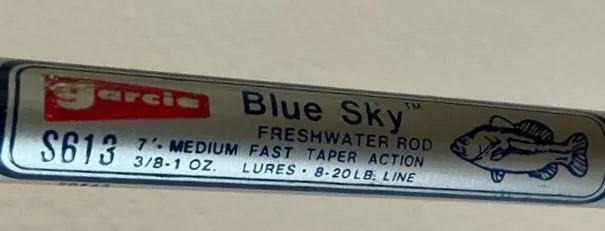 garcia
Blue Sky™
FRESHWATER ROD
S613
7'· MEDIUM FAST TAPER ACTION
3/8-1 OZ. LURES · 8-20LB. LINE